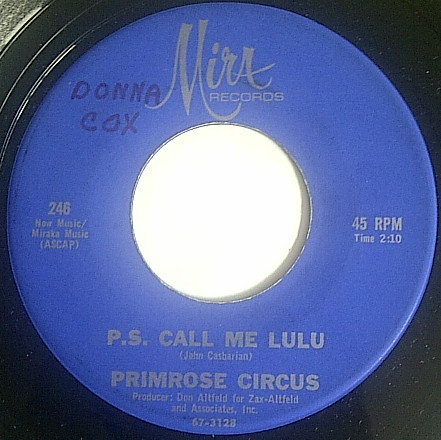 Mira
RECORDS
DONNA
COX
246
New Music/
Miraka Music
(ASCAP)
45 RPM
Time 2:10
P.S. CALL ME LULU
(John Casbarian)
PRIMROSE CIRCUS
Producer: Don Altfeld for Zax-Altfeld
and Associates, Inc.
67-3128